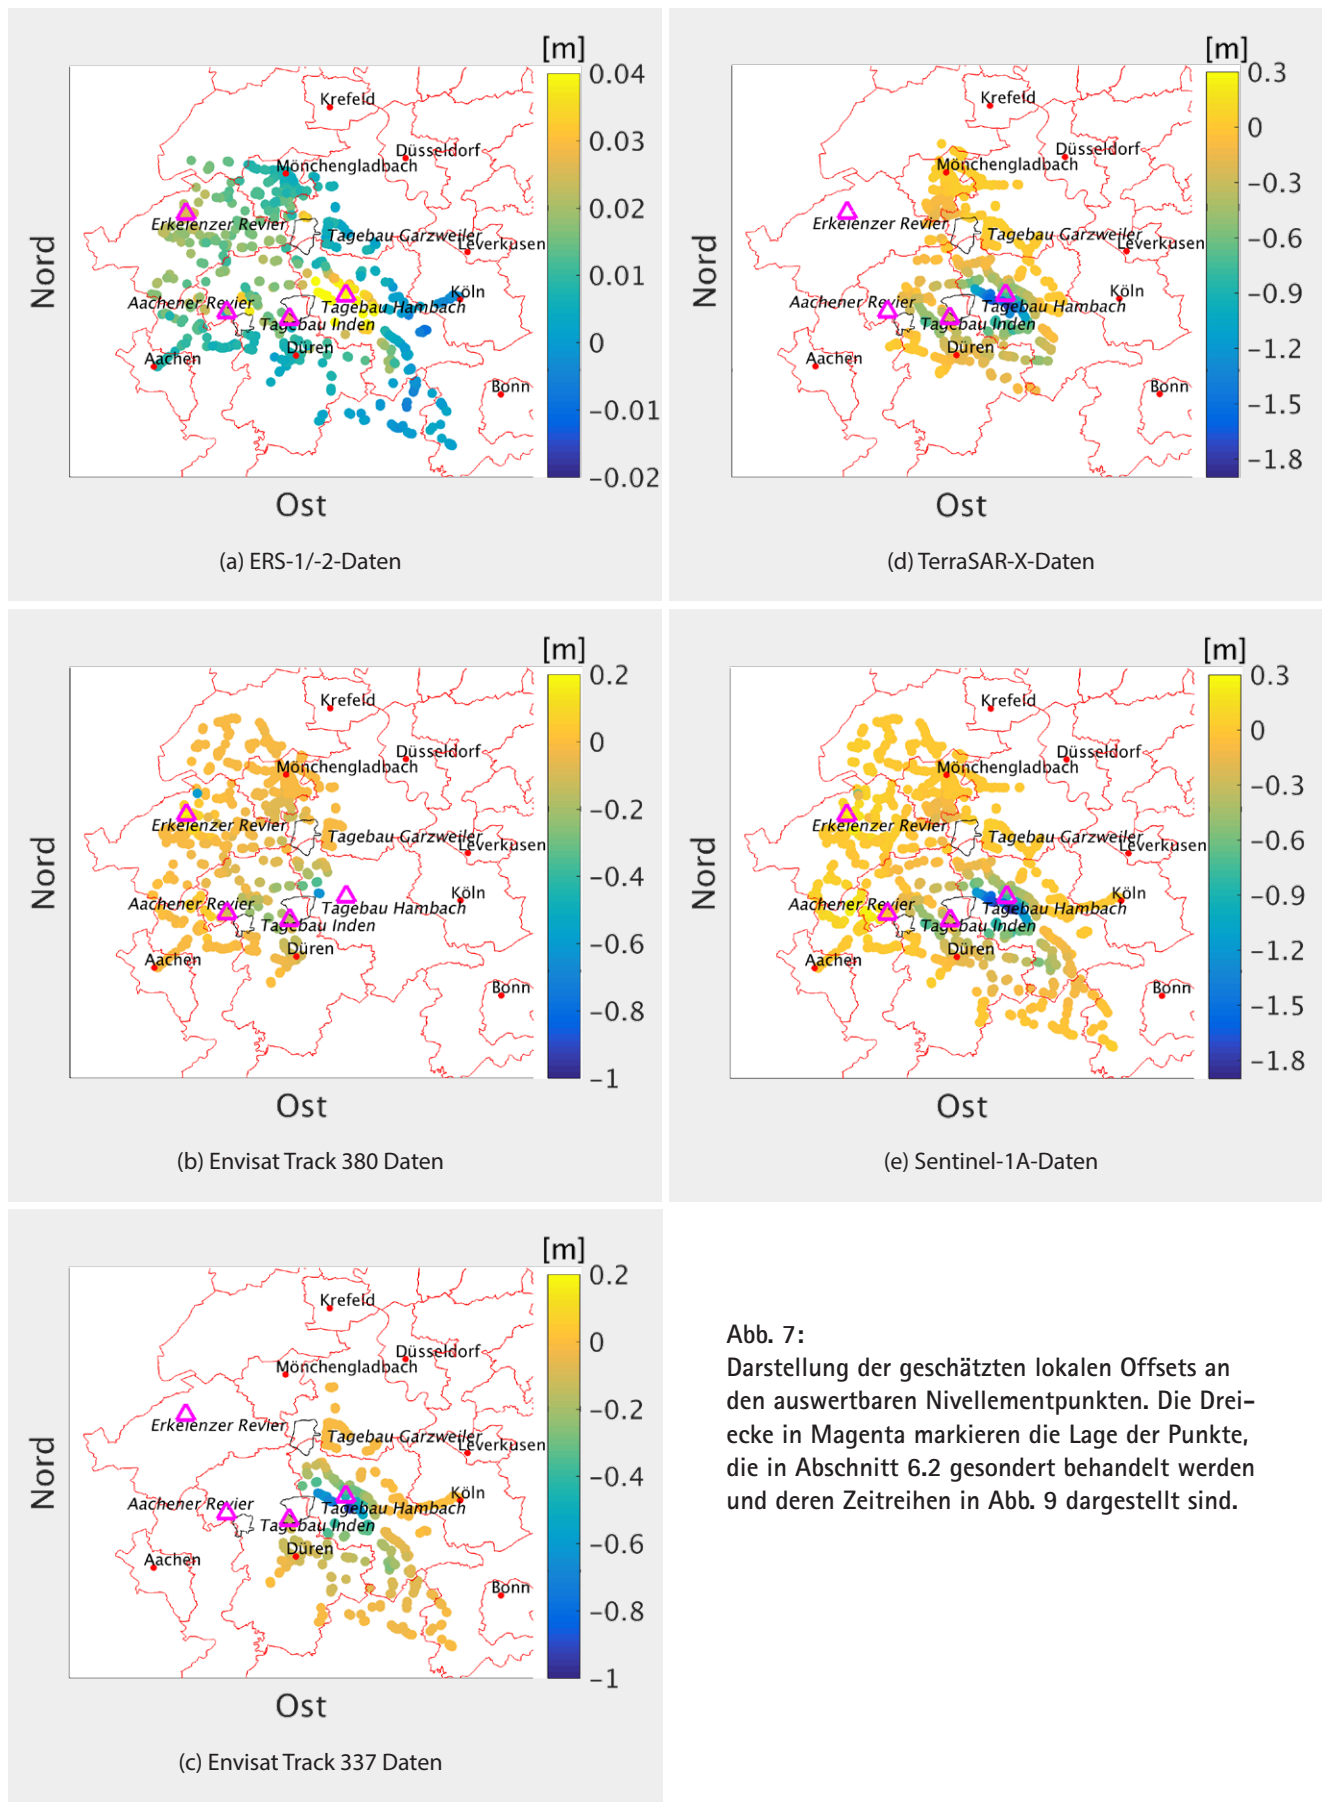 [m]
0.04
0.03
0.02
0.01
0
−0.01
−0.02
Krefeld
Düsseldorf
Mönchengladbach
Erkelenzer Revier
Tagebau Garzweiler
Leverkusen
Aachener Revier
Tagebau Hambach
Köln
Tagebau Inden
Düren
Aachen
Bonn
Nord
Ost
(a) ERS-1/-2-Daten
[m]
0.3
0
−0.3
−0.6
−0.9
−1.2
−1.5
−1.8
Krefeld
Düsseldorf
Mönchengladbach
Erkelenzer Revier
Tagebau Garzweiler
Leverkusen
Aachener Revier
Tagebau Hambach
Köln
Tagebau Inden
Düren
Aachen
Bonn
Nord
Ost
(d) TerraSAR-X-Daten
[m]
0.2
0
−0.2
−0.4
−0.6
−0.8
−1
Krefeld
Düsseldorf
Mönchengladbach
Erkelenzer Revier
Tagebau Garzweiler
Leverkusen
Aachener Revier
Tagebau Hambach
Köln
Tagebau Inden
Düren
Aachen
Bonn
Nord
Ost
(b) Envisat Track 380 Daten
[m]
0.3
0
−0.3
−0.6
−0.9
−1.2
−1.5
−1.8
Krefeld
Düsseldorf
Mönchengladbach
Erkelenzer Revier
Tagebau Garzweiler
Leverkusen
Aachener Revier
Tagebau Hambach
Köln
Tagebau Inden
Düren
Aachen
Bonn
Nord
Ost
(e) Sentinel-1A-Daten
[m]
0.2
0
−0.2
−0.4
−0.6
−0.8
−1
Krefeld
Düsseldorf
Mönchengladbach
Erkelenzer Revier
Tagebau Garzweiler
Leverkusen
Aachener Revier
Tagebau Hambach
Köln
Tagebau Inden
Düren
Aachen
Bonn
Nord
Ost
(c) Envisat Track 337 Daten
Abb. 7:
Darstellung der geschätzten lokalen Offsets an
den auswertbaren Nivellementpunkten. Die Drei-
ecke in Magenta markieren die Lage der Punkte,
die in Abschnitt 6.2 gesondert behandelt werden
und deren Zeitreihen in Abb. 9 dargestellt sind.